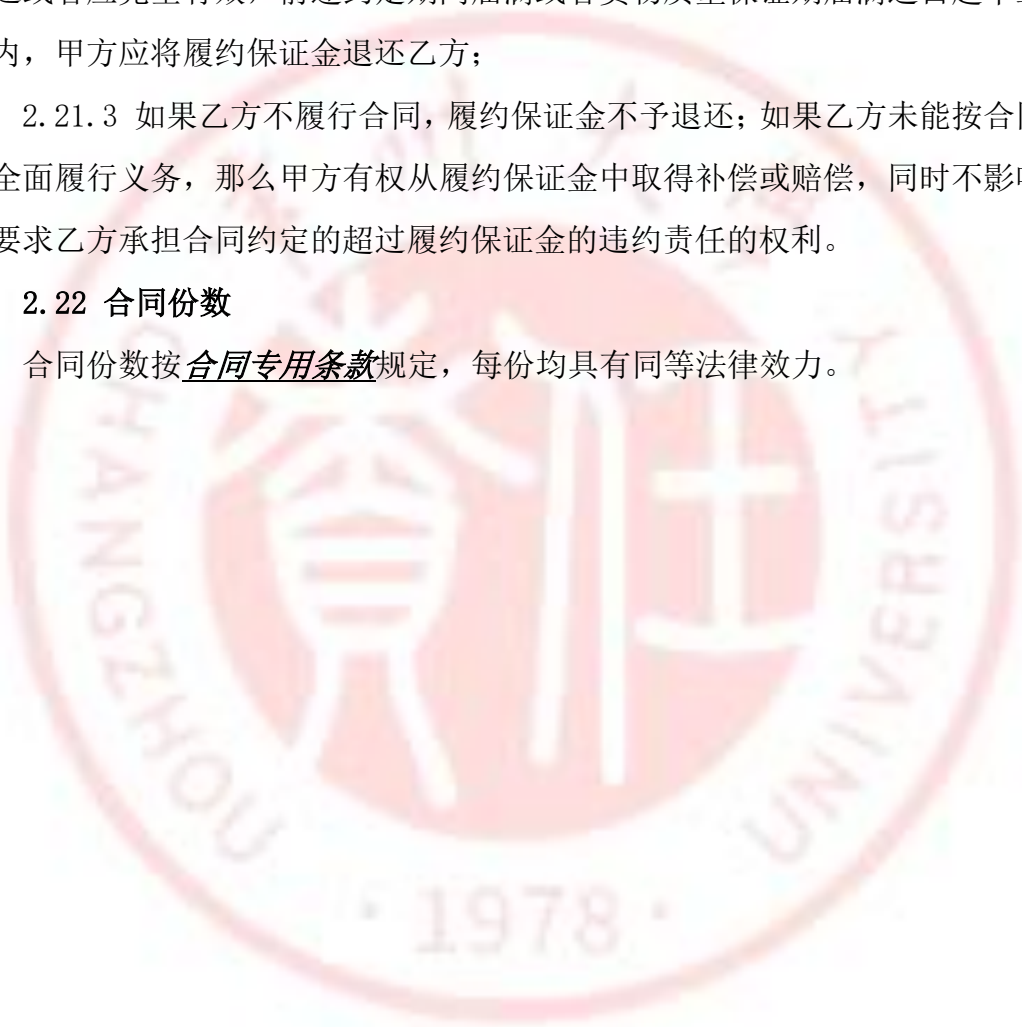 内，甲方应将履约保证金退还乙方；
2.21.3 如果乙方不履行合同，履约保证金不予退还；如果乙方未能按合同
全面履行义务，那么甲方有权从履约保证金中取得补偿或赔偿，同时不影响
要求乙方承担合同约定的超过履约保证金的违约责任的权利。
2.22 合同份数
合同份数按合同专用条款规定，每份均具有同等法律效力。
责任
CHANGZHOU UNIVERSITY
·1978·